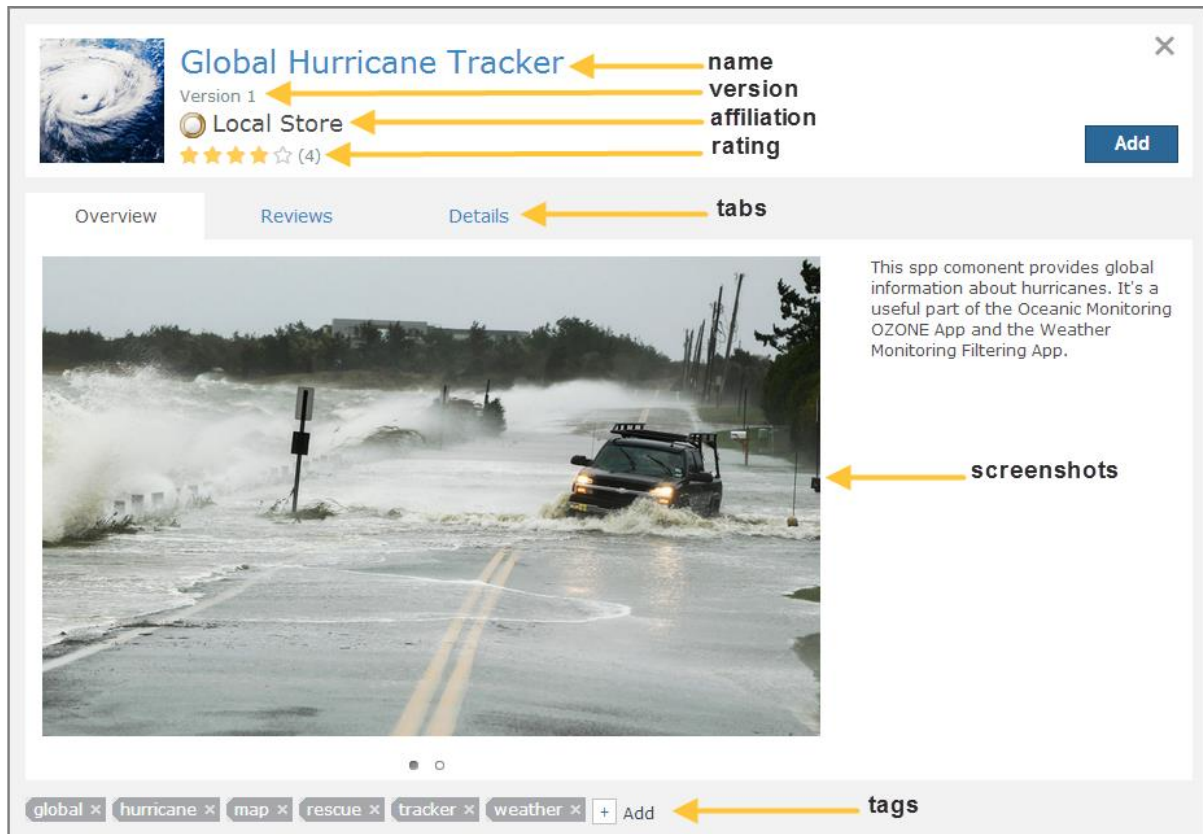 Global Hurricane Tracker
name
Version 1
version
Local Store
affiliation
(4)
rating
Add
Overview
Reviews
Details
tabs
This spp comonent provides global
information about hurricanes. It's a
useful part of the Oceanic Monitoring
OZONE App and the Weather
Monitoring Filtering App.
screenshots
global × hurricane × map × rescue × tracker × weather × + Add
tags